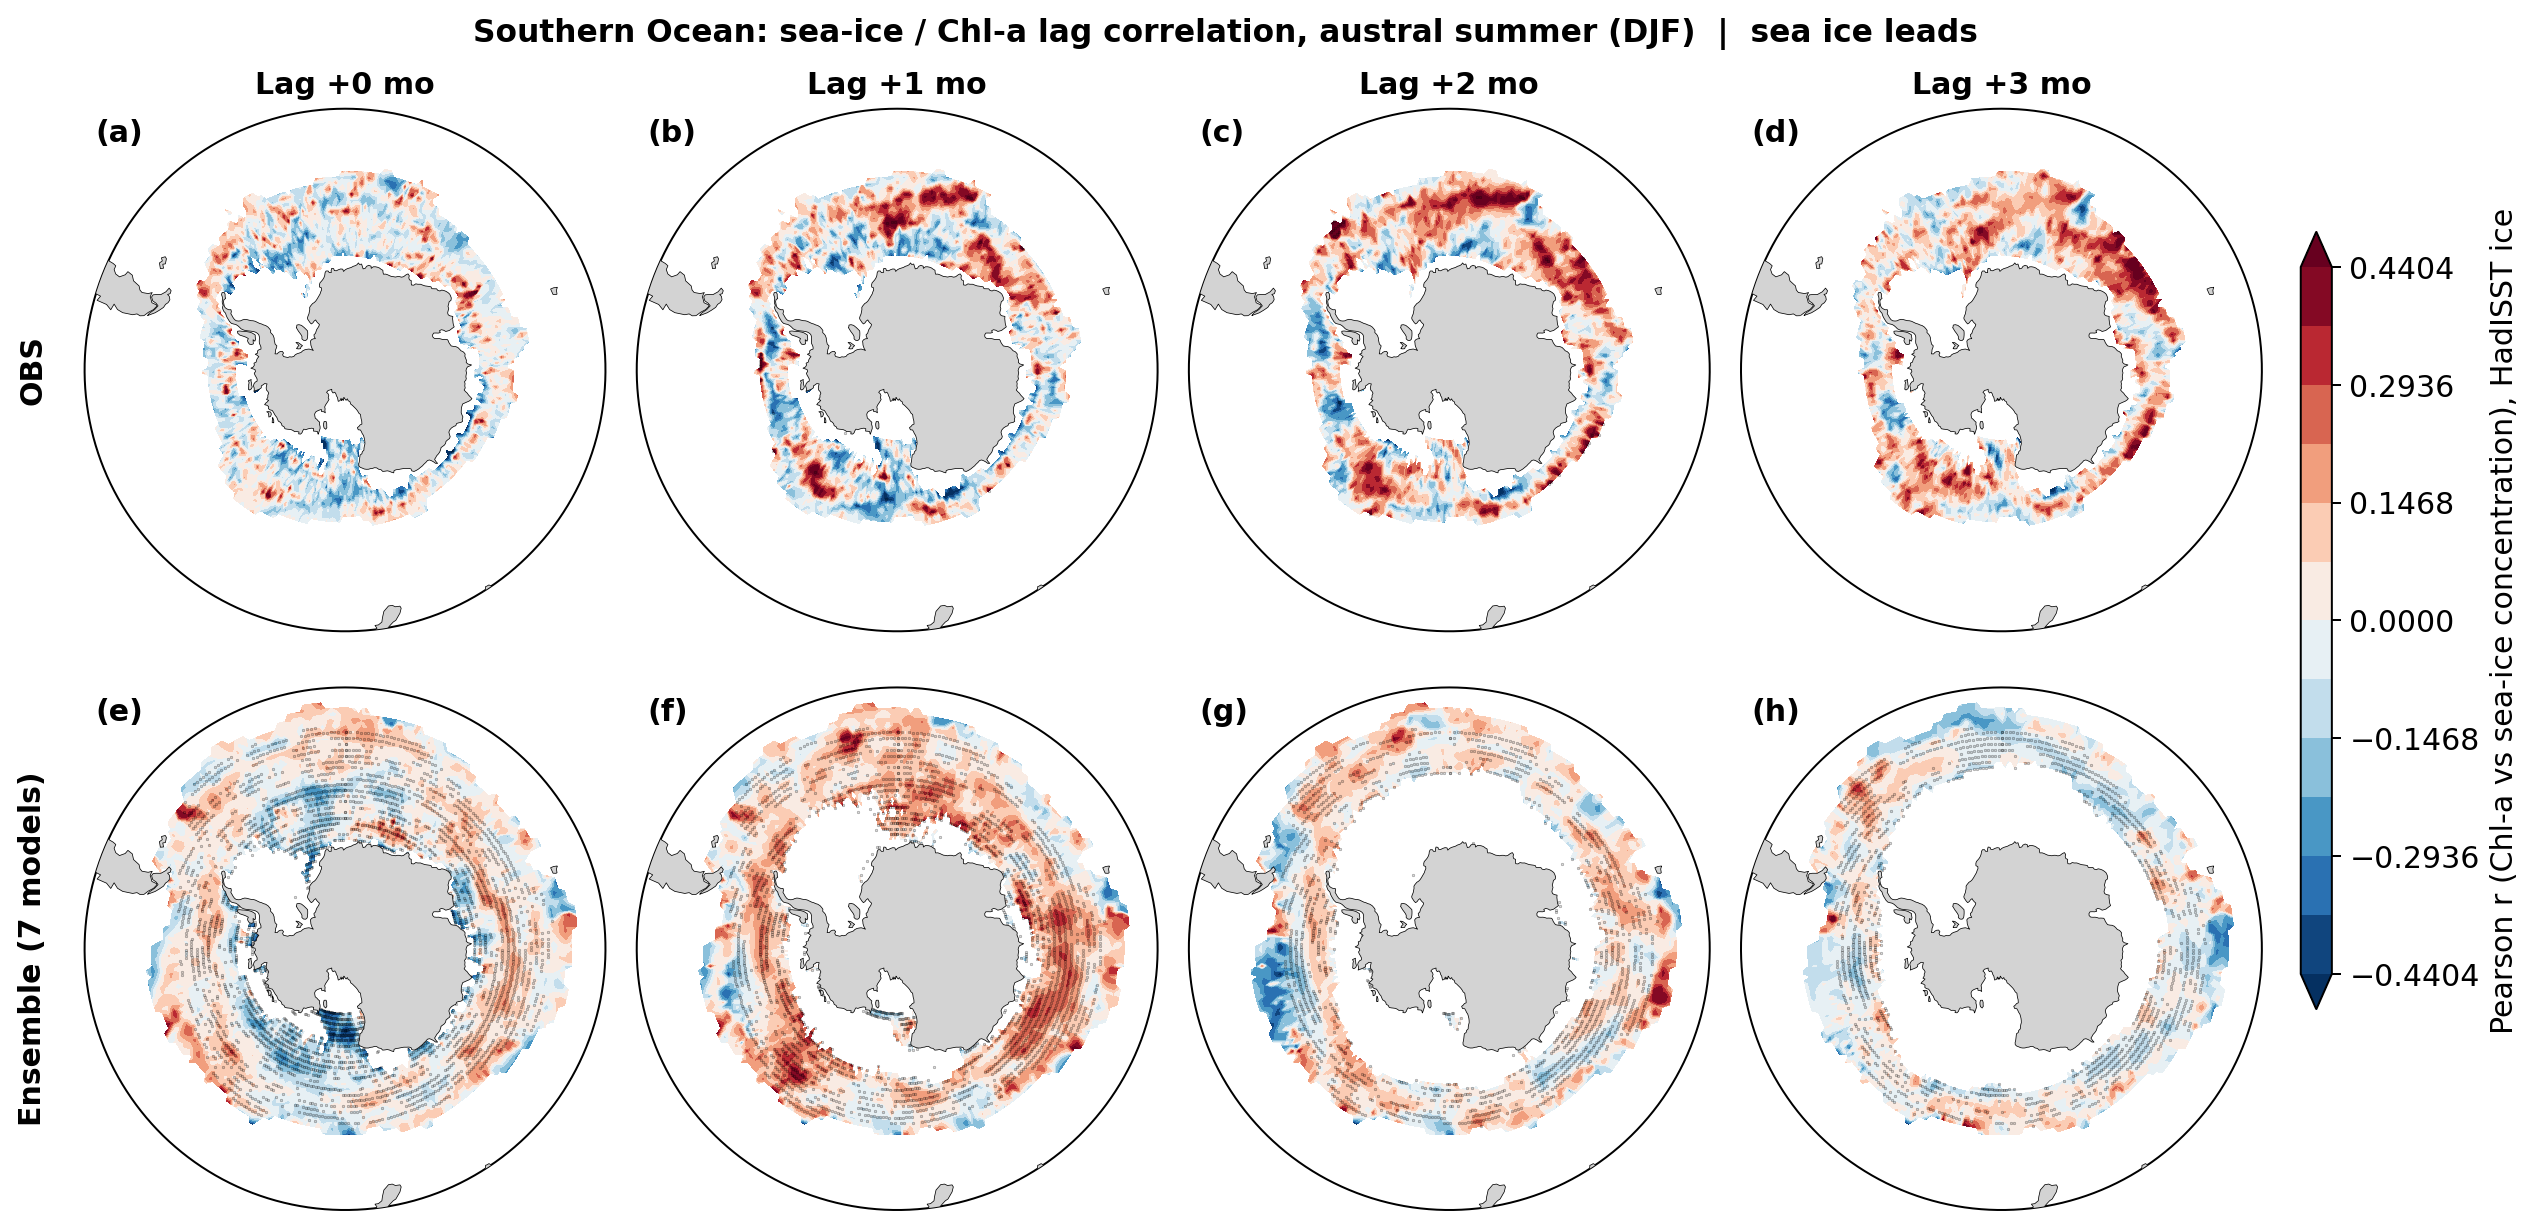 Southern Ocean: sea-ice / Chl-a lag correlation, austral summer (DJF) | sea ice leads
Lag +0 mo
Lag +1 mo
Lag +2 mo
Lag +3 mo
(a)
(b)
(c)
(d)
OBS
(e)
(f)
(g)
(h)
Ensemble (7 models)
0.4404
0.2936
0.1468
0.0000
−0.1468
−0.2936
−0.4404
Pearson r (Chl-a vs sea-ice concentration), HadISST ice